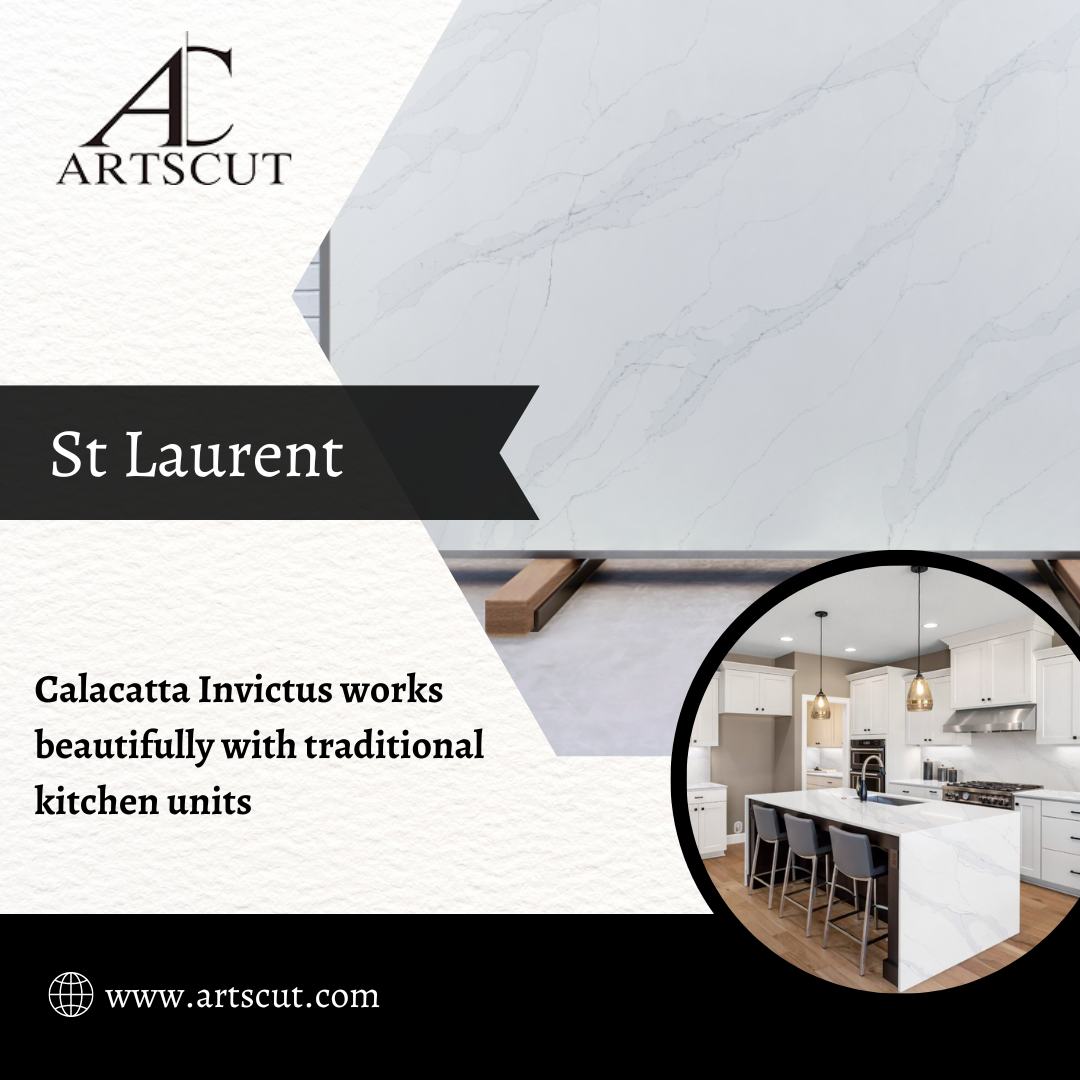 AC
ARTSCUT
St Laurent
Calacatta Invictus works
beautifully with traditional
kitchen units
www.artscut.com